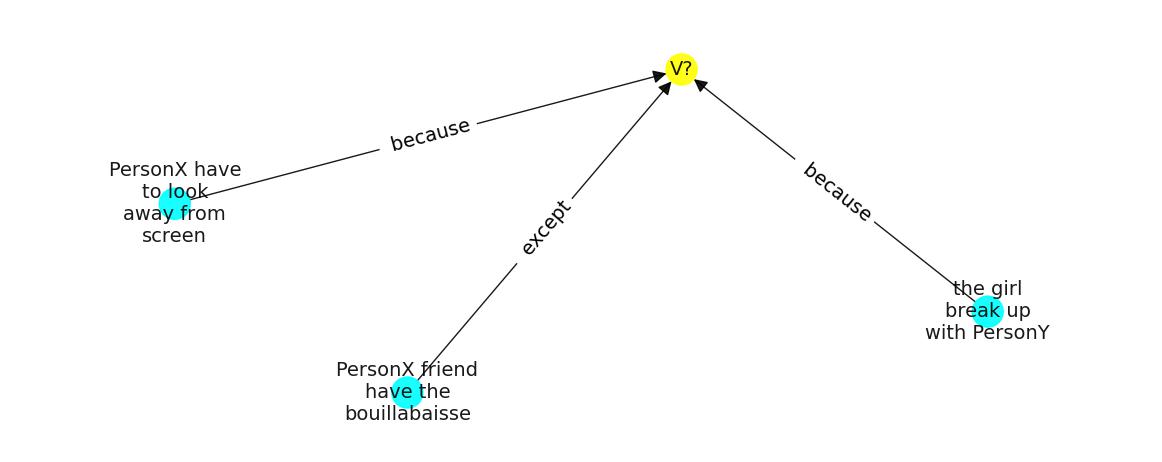 V?
because
PersonX have
to look
away from
screen
because
except
the girl
break up
with PersonY
PersonX friend
have the
bouillabaisse